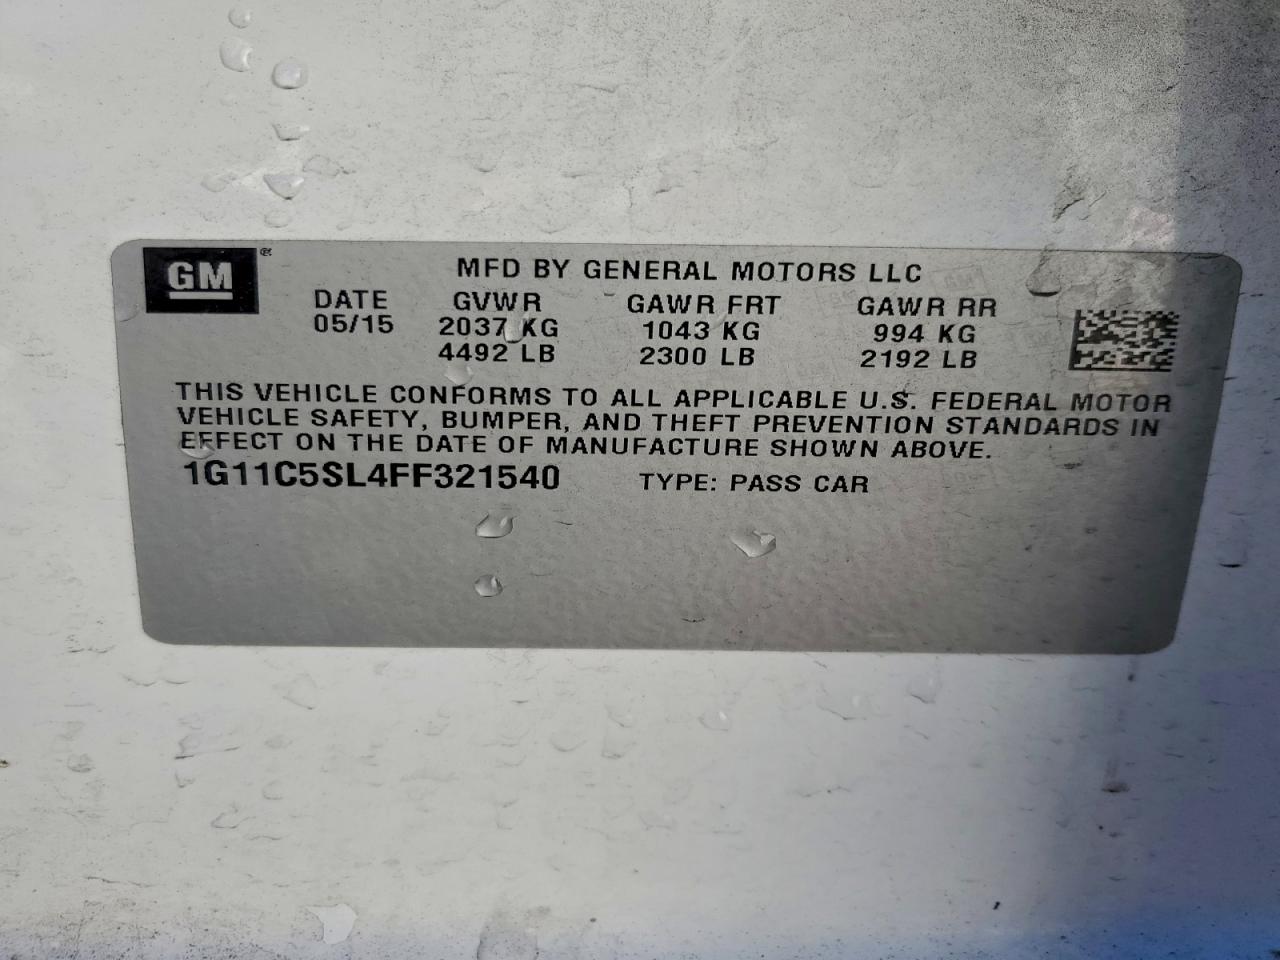 GM®
MFD BY GENERAL MOTORS LLC
DATE GVWR GAWR FRT GAWR RR
05/15 2037 KG 1043 KG 994 KG
4492 LB 2300 LB 2192 LB
THIS VEHICLE CONFORMS TO ALL APPLICABLE U.S. FEDERAL MOTOR
VEHICLE SAFETY, BUMPER, AND THEFT PREVENTION STANDARDS IN
EFFECT ON THE DATE OF MANUFACTURE SHOWN ABOVE.
1G11C5SL4FF321540 TYPE: PASS CAR